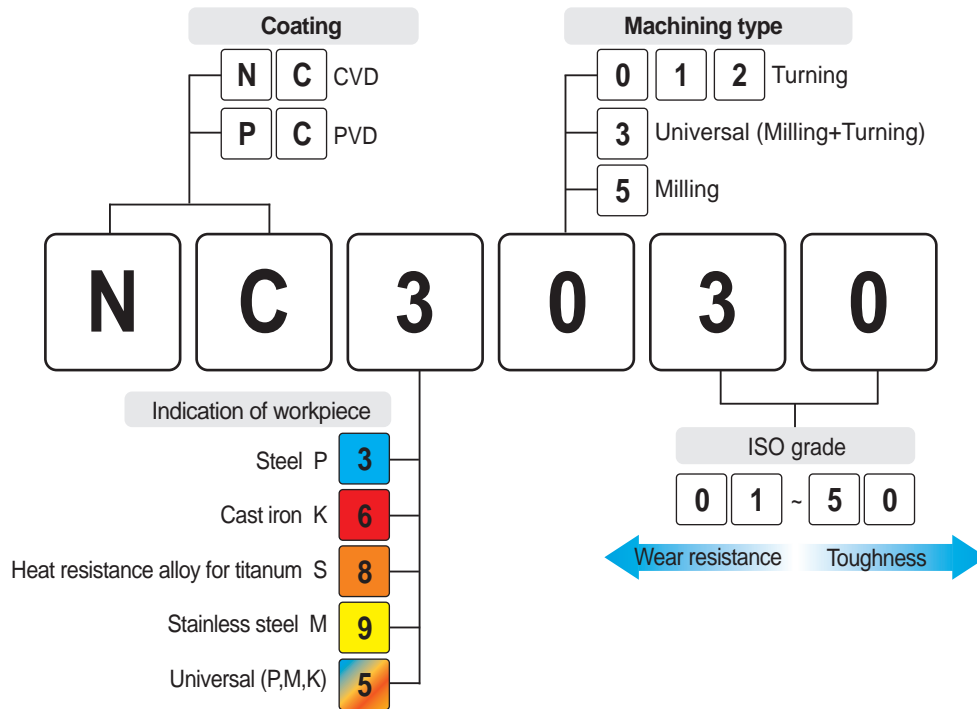 Coating
Machining type
N C CVD
0 1 2 Turning
P C PVD
3 Universal (Milling+Turning)
5 Milling
N C 3 0 3 0
Indication of workpiece
ISO grade
Steel P 3
Cast iron K 6
Heat resistance alloy for titanum S 8
Stainless steel M 9
Universal (P,M,K) 5
0 1 ~ 5 0
Wear resistance Toughness